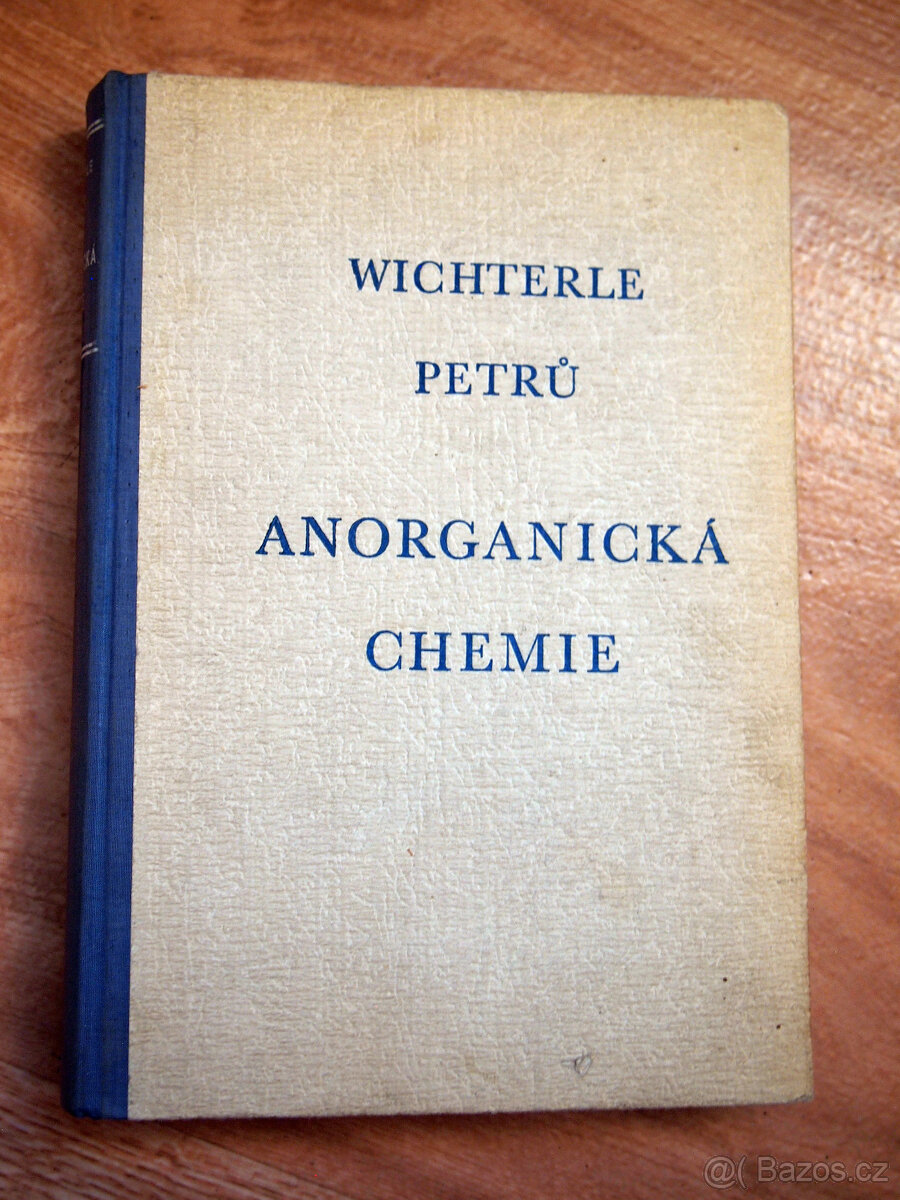 WICHTERLE
PETRŮ
ANORGANICKÁ
CHEMIE
@( Bazos.cz